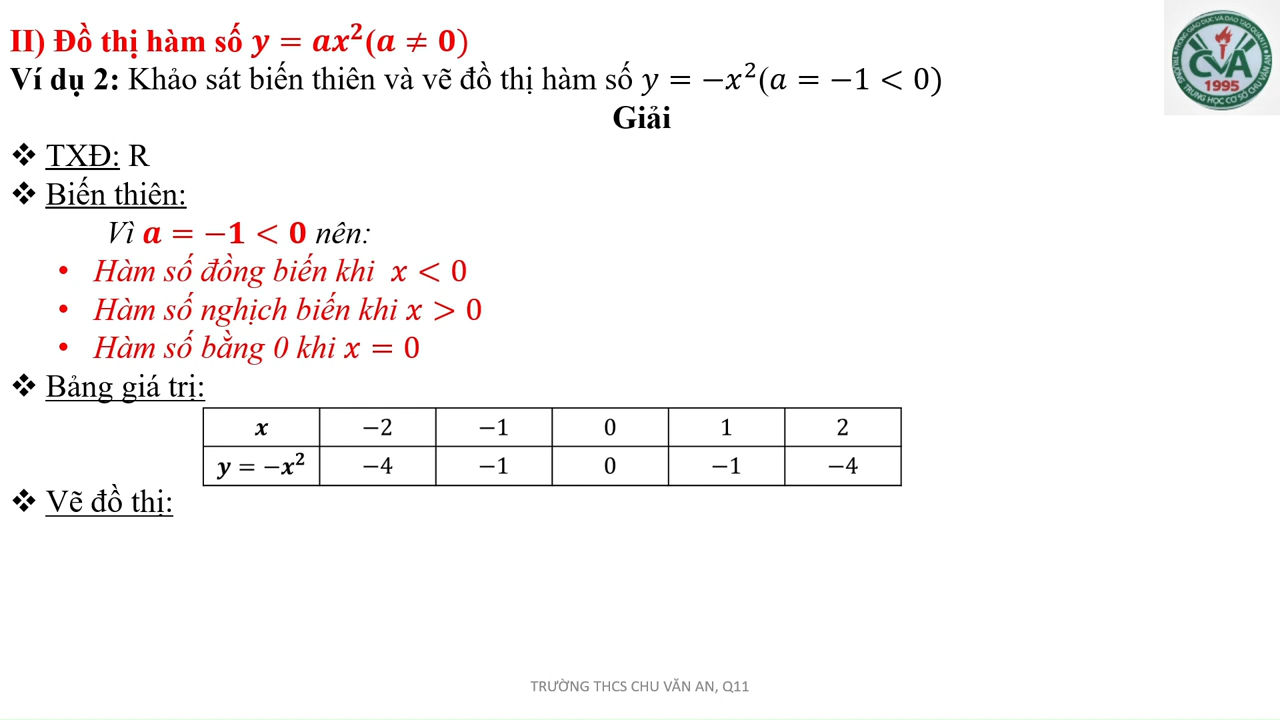 II) Đồ thị hàm số y = ax²(a ≠ 0)
Ví dụ 2: Khảo sát biến thiên và vẽ đồ thị hàm số y = −x²(a = −1 < 0)
Giải
❖ TXĐ: R
❖ Biến thiên:
Vì a = −1 < 0 nên:
• Hàm số đồng biến khi x < 0
• Hàm số nghịch biến khi x > 0
• Hàm số bằng 0 khi x = 0
❖ Bảng giá trị:
x −2 −1 0 1 2
y = −x² −4 −1 0 −1 −4
❖ Vẽ đồ thị:
TRƯỜNG THCS CHU VĂN AN, Q11
CVA
1995